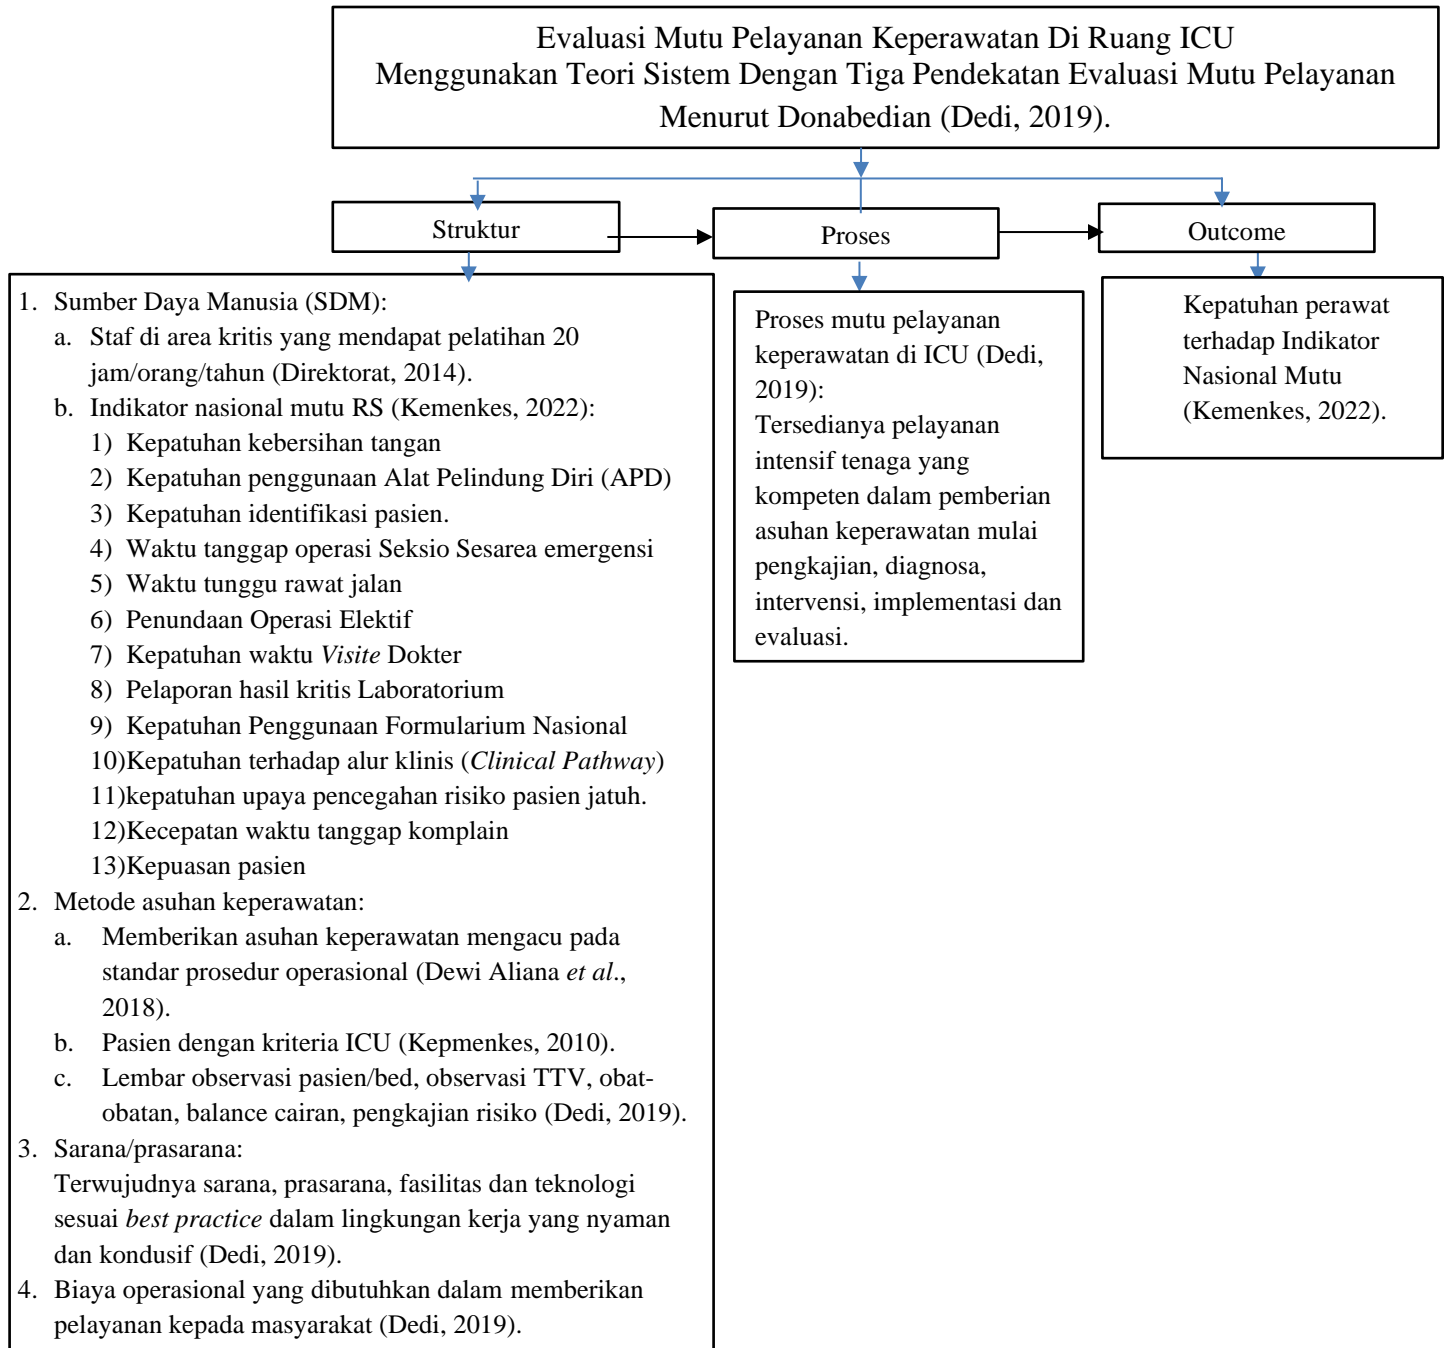 Evaluasi Mutu Pelayanan Keperawatan Di Ruang ICU
Menggunakan Teori Sistem Dengan Tiga Pendekatan Evaluasi Mutu Pelayanan
Menurut Donabedian (Dedi, 2019).
Struktur
Proses
Outcome
1. Sumber Daya Manusia (SDM):
a. Staf di area kritis yang mendapat pelatihan 20
jam/orang/tahun (Direktorat, 2014).
b. Indikator nasional mutu RS (Kemenkes, 2022):
1) Kepatuhan kebersihan tangan
2) Kepatuhan penggunaan Alat Pelindung Diri (APD)
3) Kepatuhan identifikasi pasien.
4) Waktu tanggap operasi Seksio Sesarea emergensi
5) Waktu tunggu rawat jalan
6) Penundaan Operasi Elektif
7) Kepatuhan waktu Visite Dokter
8) Pelaporan hasil kritis Laboratorium
9) Kepatuhan Penggunaan Formularium Nasional
10)Kepatuhan terhadap alur klinis (Clinical Pathway)
11)kepatuhan upaya pencegahan risiko pasien jatuh.
12)Kecepatan waktu tanggap komplain
13)Kepuasan pasien
2. Metode asuhan keperawatan:
a. Memberikan asuhan keperawatan mengacu pada
standar prosedur operasional (Dewi Aliana et al.,
2018).
b. Pasien dengan kriteria ICU (Kepmenkes, 2010).
c. Lembar observasi pasien/bed, observasi TTV, obat-
obatan, balance cairan, pengkajian risiko (Dedi, 2019).
3. Sarana/prasarana:
Terwujudnya sarana, prasarana, fasilitas dan teknologi
sesuai best practice dalam lingkungan kerja yang nyaman
dan kondusif (Dedi, 2019).
4. Biaya operasional yang dibutuhkan dalam memberikan
pelayanan kepada masyarakat (Dedi, 2019).
Proses mutu pelayanan
keperawatan di ICU (Dedi,
2019):
Tersedianya pelayanan
intensif tenaga yang
kompeten dalam pemberian
asuhan keperawatan mulai
pengkajian, diagnosa,
intervensi, implementasi dan
evaluasi.
Kepatuhan perawat
terhadap Indikator
Nasional Mutu
(Kemenkes, 2022).